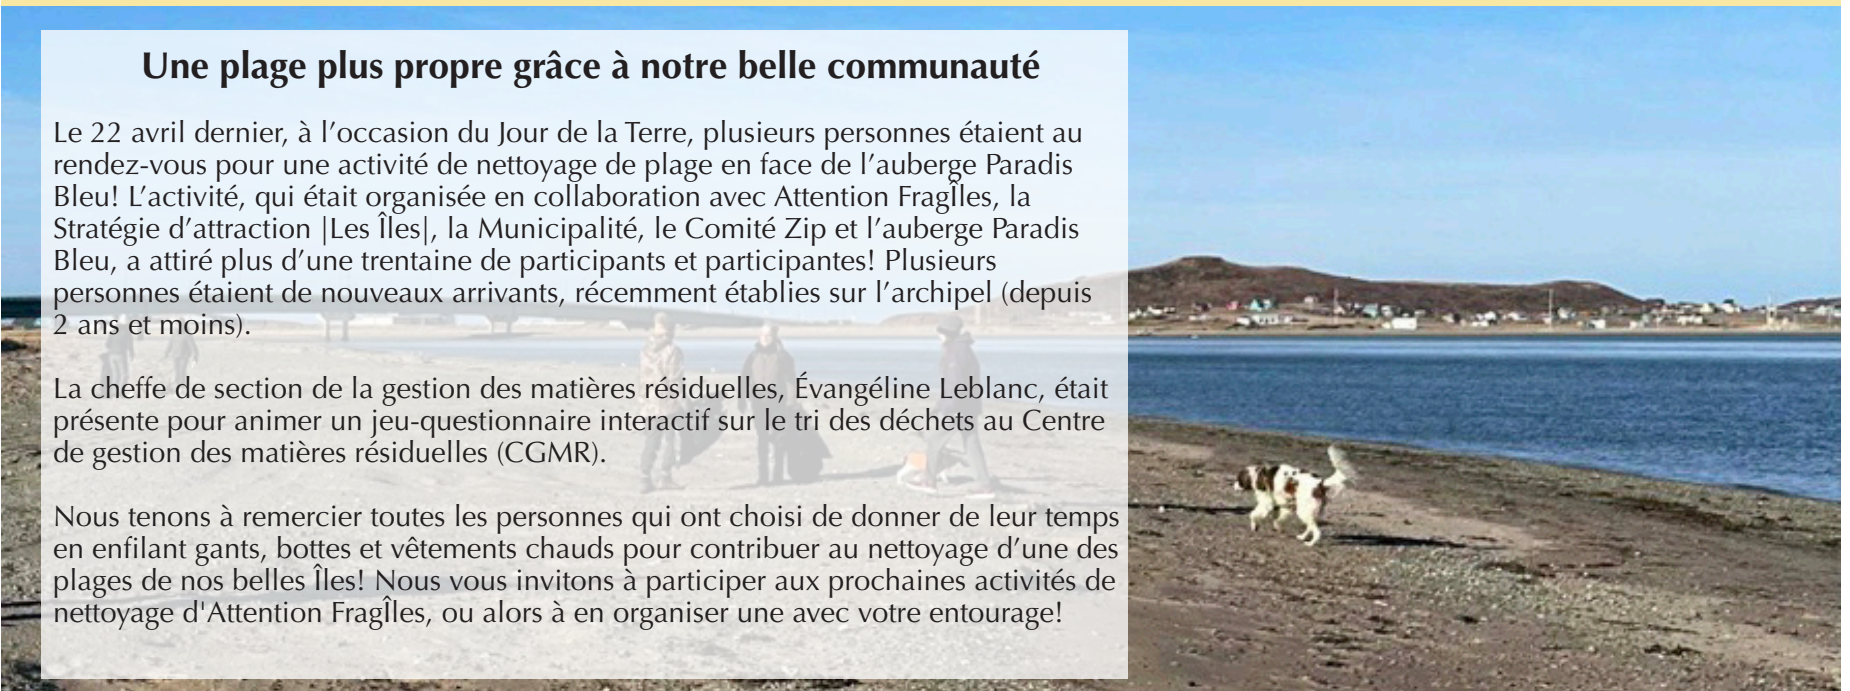 Une plage plus propre grâce à notre belle communauté
Le 22 avril dernier, à l’occasion du Jour de la Terre, plusieurs personnes étaient au
rendez-vous pour une activité de nettoyage de plage en face de l’auberge Paradis
Bleu! L’activité, qui était organisée en collaboration avec Attention FragÎles, la
Stratégie d’attraction |Les Îles|, la Municipalité, le Comité Zip et l’auberge Paradis
Bleu, a attiré plus d’une trentaine de participants et participantes! Plusieurs
personnes étaient de nouveaux arrivants, récemment établies sur l’archipel (depuis
2 ans et moins).
La cheffe de section de la gestion des matières résiduelles, Évangéline Leblanc, était
présente pour animer un jeu-questionnaire interactif sur le tri des déchets au Centre
de gestion des matières résiduelles (CGMR).
Nous tenons à remercier toutes les personnes qui ont choisi de donner de leur temps
en enfilant gants, bottes et vêtements chauds pour contribuer au nettoyage d’une des
plages de nos belles Îles! Nous vous invitons à participer aux prochaines activités de
nettoyage d'Attention FragÎles, ou alors à en organiser une avec votre entourage!